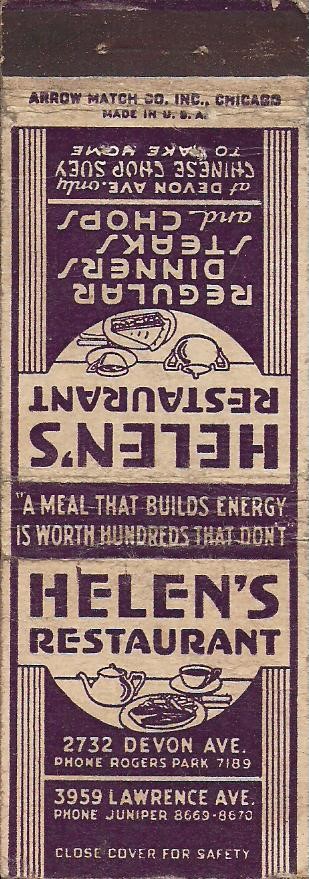 ARROW MATCH CO. INC., CHICAGO
MADE IN U. S. A.
HELEN'S
RESTAURANT
REGULAR
DINNERS
STEAKS
and CHOPS
at DEVON AVE. only
CHINESE CHOP SUEY
TO TAKE HOME
"A MEAL THAT BUILDS ENERGY
IS WORTH HUNDREDS THAT DON'T"
HELEN'S
RESTAURANT
2732 DEVON AVE.
PHONE ROGERS PARK 7189
3959 LAWRENCE AVE.
PHONE JUNIPER 8669-8670
CLOSE COVER FOR SAFETY